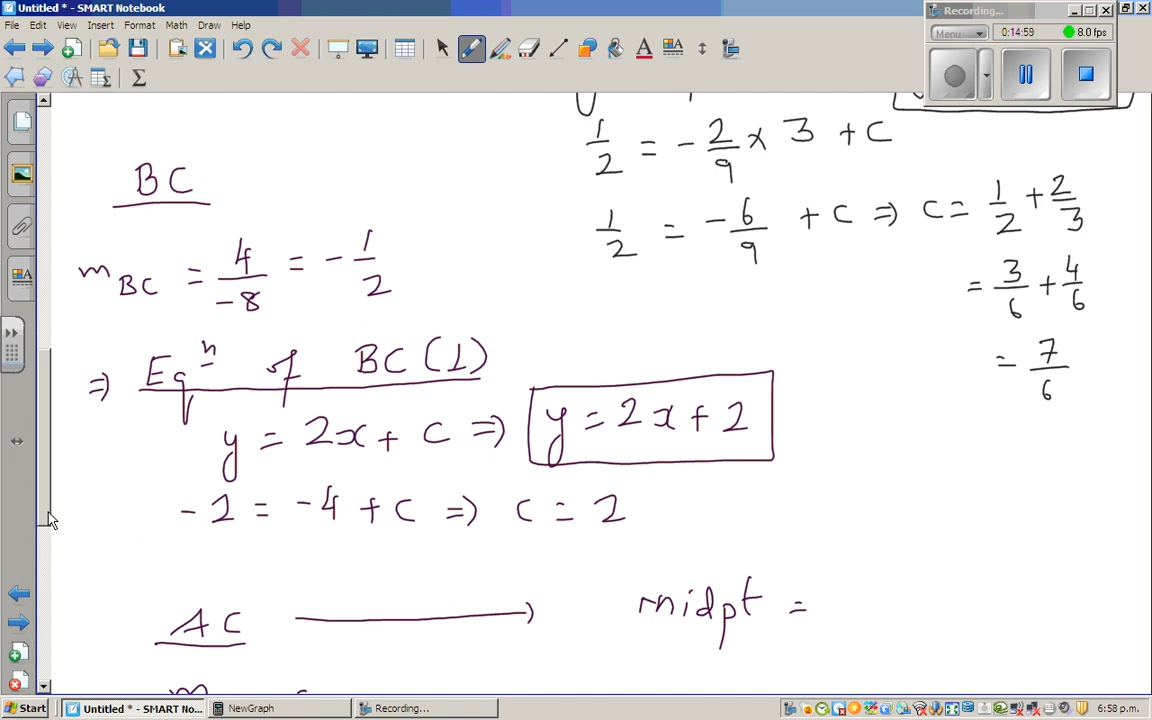 Untitled * - SMART Notebook
File Edit View Insert Format Math Draw Help
Recording...
Menu
0:14:59
8.0 fps
BC
m BC = 4/-8 = -1/2
⇒ Eqⁿ of BC (⊥)
y = 2x + c ⇒ y = 2x + 2
-2 = -4 + c ⇒ c = 2
AC → midpt =
m =
1/2 = -2/9 × 3 + c
1/2 = -6/9 + c ⇒ c = 1/2 + 2/3
= 3/6 + 4/6
= 7/6
Start
Untitled * - SMART No...
NewGraph
Recording...
6:58 p.m.